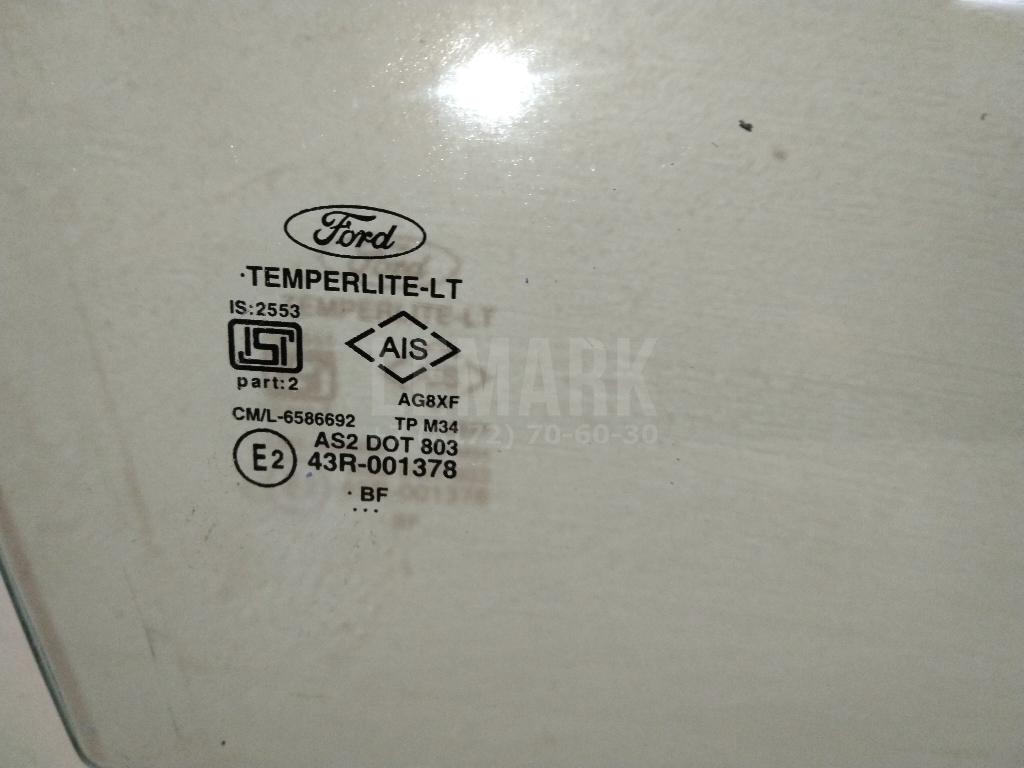 Ford
TEMPERLITE-LT
IS:2553
ISI
part:2
AIS
AG8XF
CM/L-6586692 TP M34
E2
AS2 DOT 803
43R-001378
. BF
...
MARK
72) 70-60-30